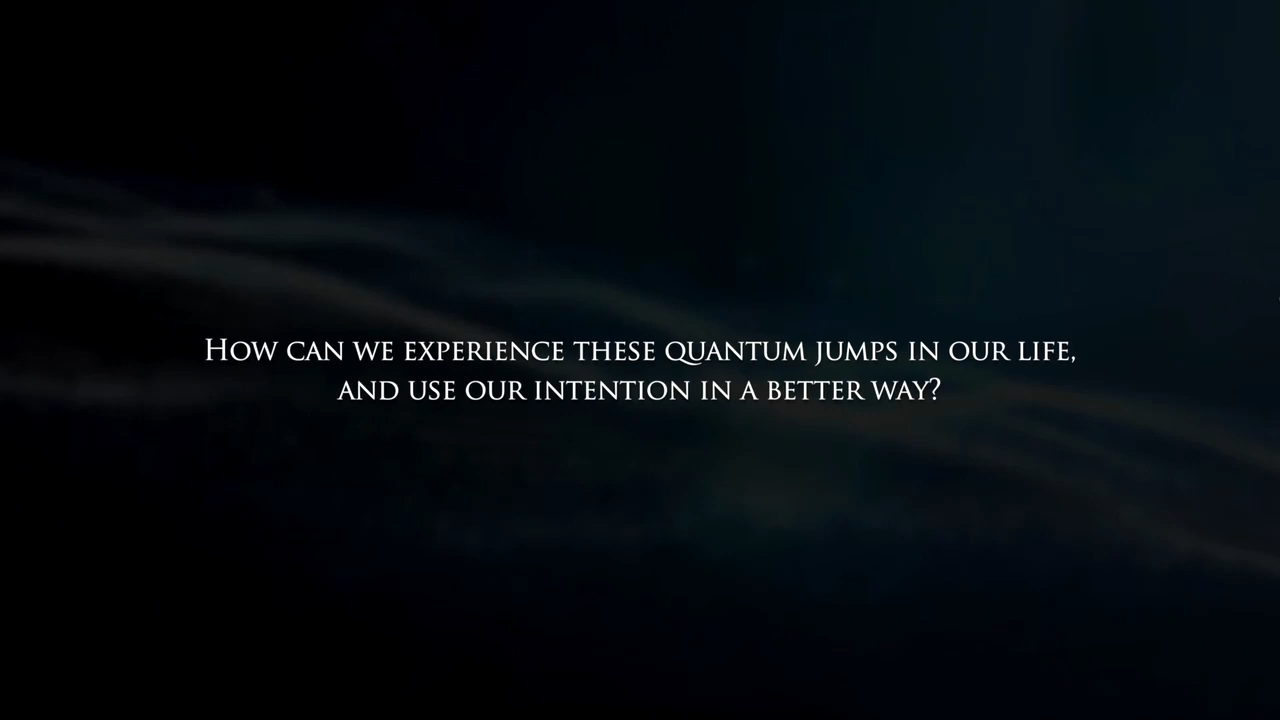 How can we experience these quantum jumps in our life,
and use our intention in a better way?